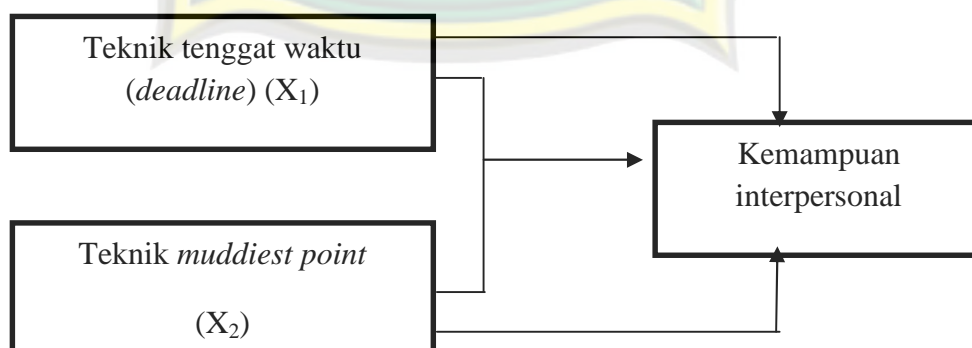 Teknik tenggat waktu
(deadline) (X₁)
Kemampuan
interpersonal
Teknik muddiest point
(X₂)